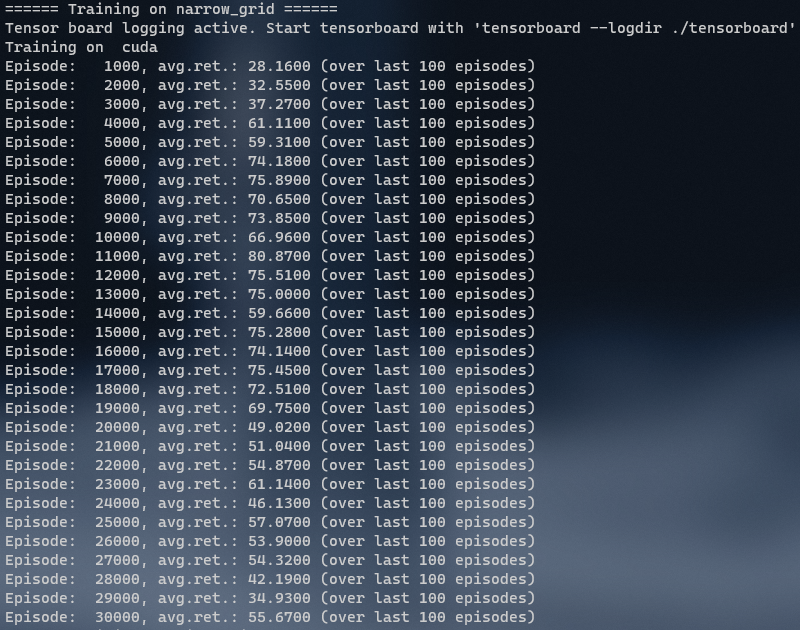 ====== Training on narrow_grid ======
Tensor board logging active. Start tensorboard with 'tensorboard --logdir ./tensorboard'
Training on  cuda
Episode:   1000, avg.ret.: 28.1600 (over last 100 episodes)
Episode:   2000, avg.ret.: 32.5500 (over last 100 episodes)
Episode:   3000, avg.ret.: 37.2700 (over last 100 episodes)
Episode:   4000, avg.ret.: 61.1100 (over last 100 episodes)
Episode:   5000, avg.ret.: 59.3100 (over last 100 episodes)
Episode:   6000, avg.ret.: 74.1800 (over last 100 episodes)
Episode:   7000, avg.ret.: 75.8900 (over last 100 episodes)
Episode:   8000, avg.ret.: 70.6500 (over last 100 episodes)
Episode:   9000, avg.ret.: 73.8500 (over last 100 episodes)
Episode:  10000, avg.ret.: 66.9600 (over last 100 episodes)
Episode:  11000, avg.ret.: 80.8700 (over last 100 episodes)
Episode:  12000, avg.ret.: 75.5100 (over last 100 episodes)
Episode:  13000, avg.ret.: 75.0000 (over last 100 episodes)
Episode:  14000, avg.ret.: 59.6600 (over last 100 episodes)
Episode:  15000, avg.ret.: 75.2800 (over last 100 episodes)
Episode:  16000, avg.ret.: 74.1400 (over last 100 episodes)
Episode:  17000, avg.ret.: 75.4500 (over last 100 episodes)
Episode:  18000, avg.ret.: 72.5100 (over last 100 episodes)
Episode:  19000, avg.ret.: 69.7500 (over last 100 episodes)
Episode:  20000, avg.ret.: 49.0200 (over last 100 episodes)
Episode:  21000, avg.ret.: 51.0400 (over last 100 episodes)
Episode:  22000, avg.ret.: 54.8700 (over last 100 episodes)
Episode:  23000, avg.ret.: 61.1400 (over last 100 episodes)
Episode:  24000, avg.ret.: 46.1300 (over last 100 episodes)
Episode:  25000, avg.ret.: 57.0700 (over last 100 episodes)
Episode:  26000, avg.ret.: 53.9000 (over last 100 episodes)
Episode:  27000, avg.ret.: 54.3200 (over last 100 episodes)
Episode:  28000, avg.ret.: 42.1900 (over last 100 episodes)
Episode:  29000, avg.ret.: 34.9300 (over last 100 episodes)
Episode:  30000, avg.ret.: 55.6700 (over last 100 episodes)